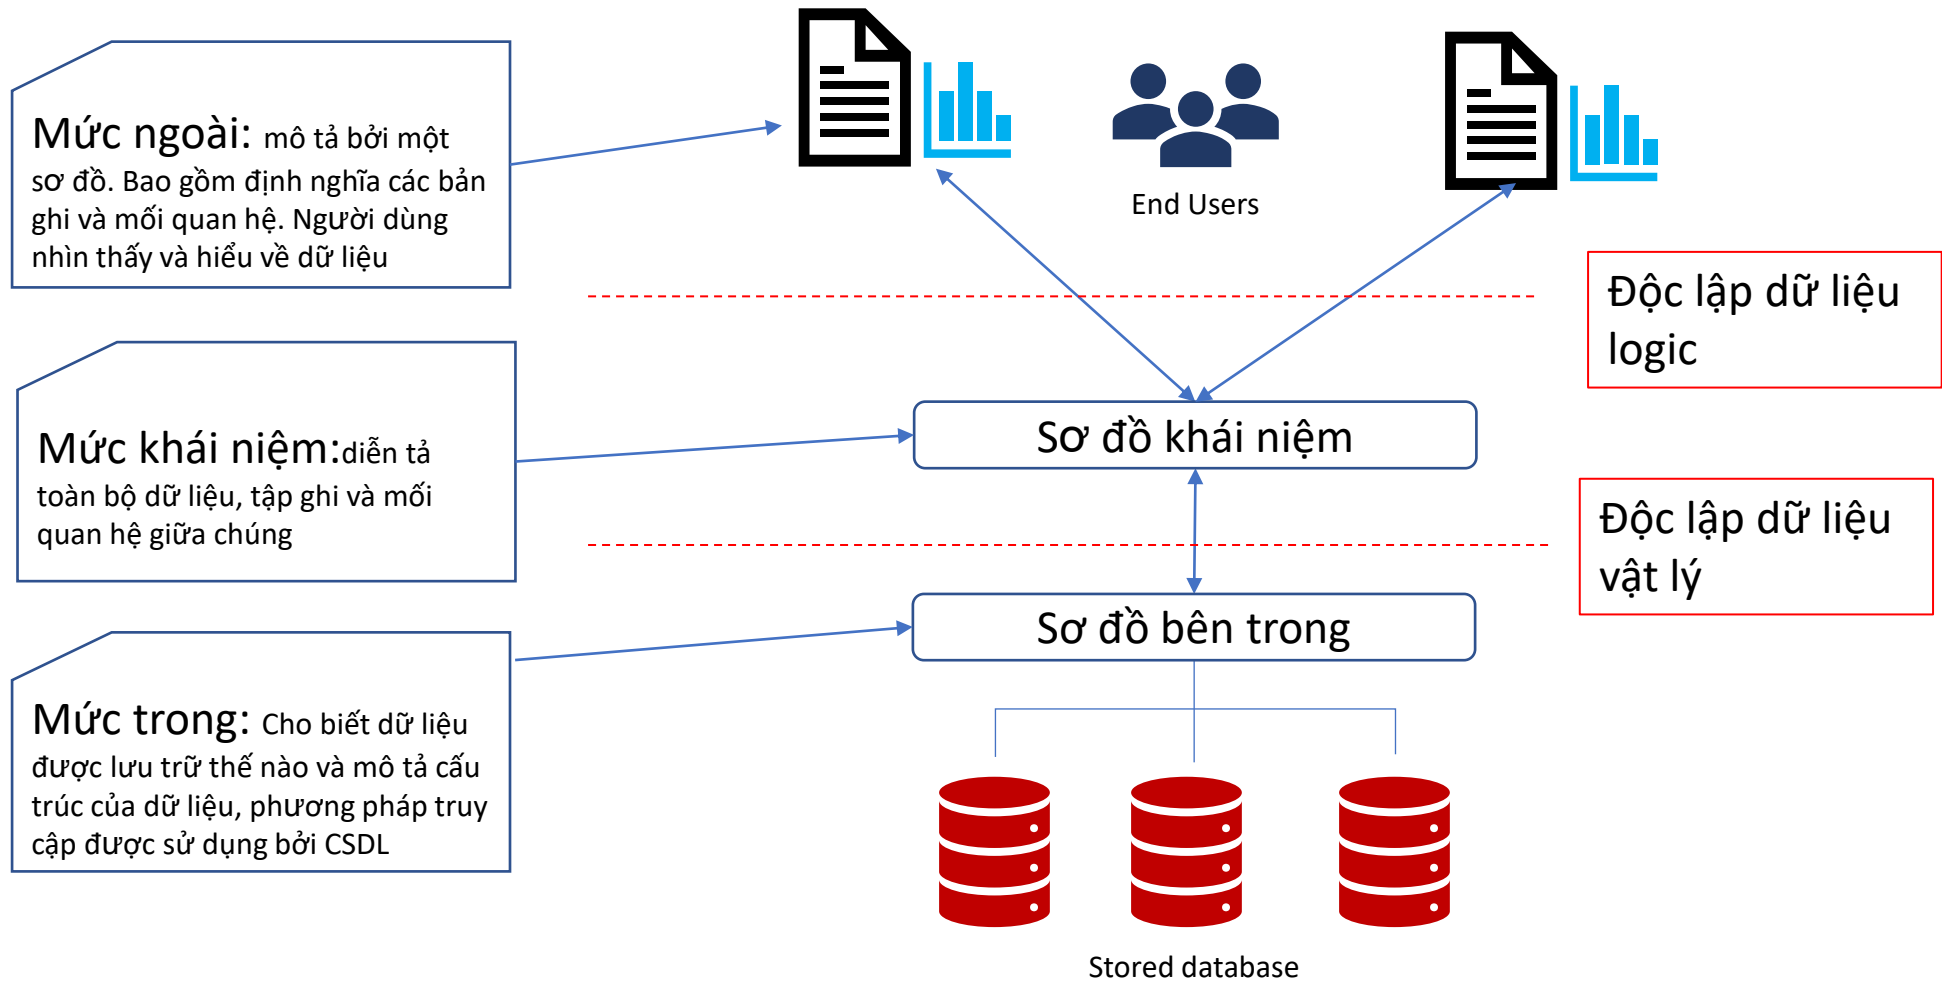 Mức ngoài: mô tả bởi một
sơ đồ. Bao gồm định nghĩa các bản
ghi và mối quan hệ. Người dùng
nhìn thấy và hiểu về dữ liệu
End Users
Độc lập dữ liệu
logic
Mức khái niệm:diễn tả
toàn bộ dữ liệu, tập ghi và mối
quan hệ giữa chúng
Sơ đồ khái niệm
Độc lập dữ liệu
vật lý
Sơ đồ bên trong
Mức trong: Cho biết dữ liệu
được lưu trữ thế nào và mô tả cấu
trúc của dữ liệu, phương pháp truy
cập được sử dụng bởi CSDL
Stored database